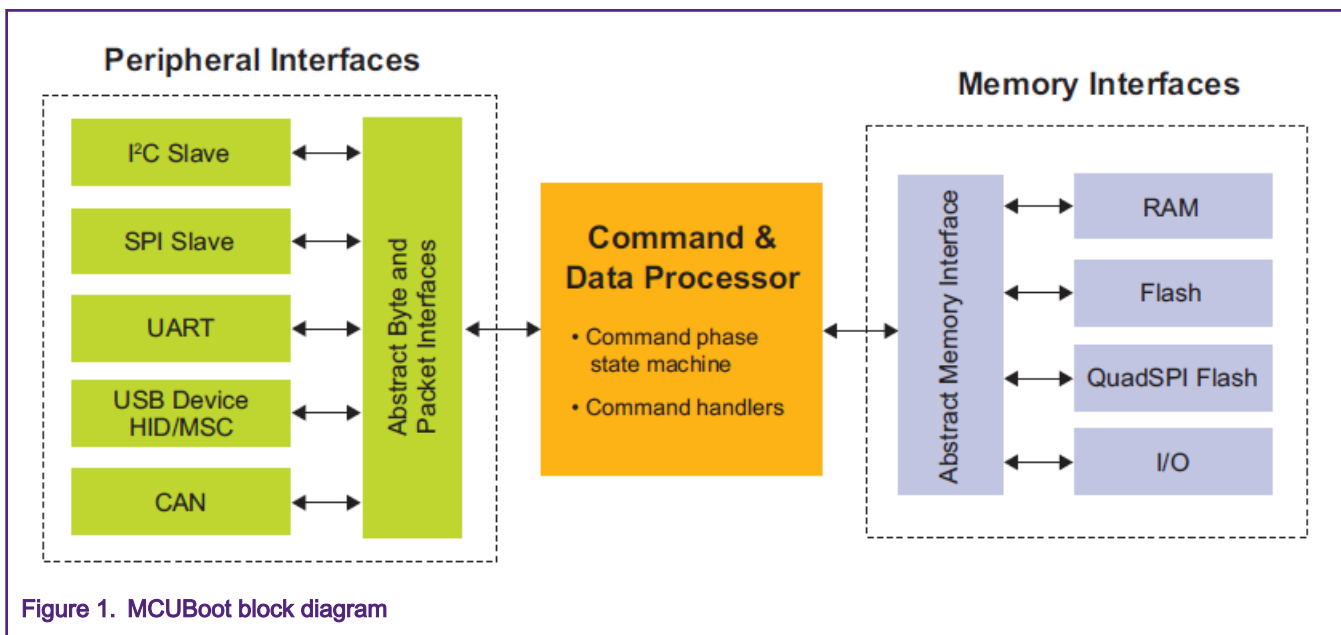 Peripheral Interfaces
I²C Slave
SPI Slave
UART
USB Device
HID/MSC
CAN
Abstract Byte and
Packet Interfaces
Command &
Data Processor
• Command phase
state machine
• Command handlers
Memory Interfaces
Abstract Memory Interface
RAM
Flash
QuadSPI Flash
I/O
Figure 1. MCUBoot block diagram